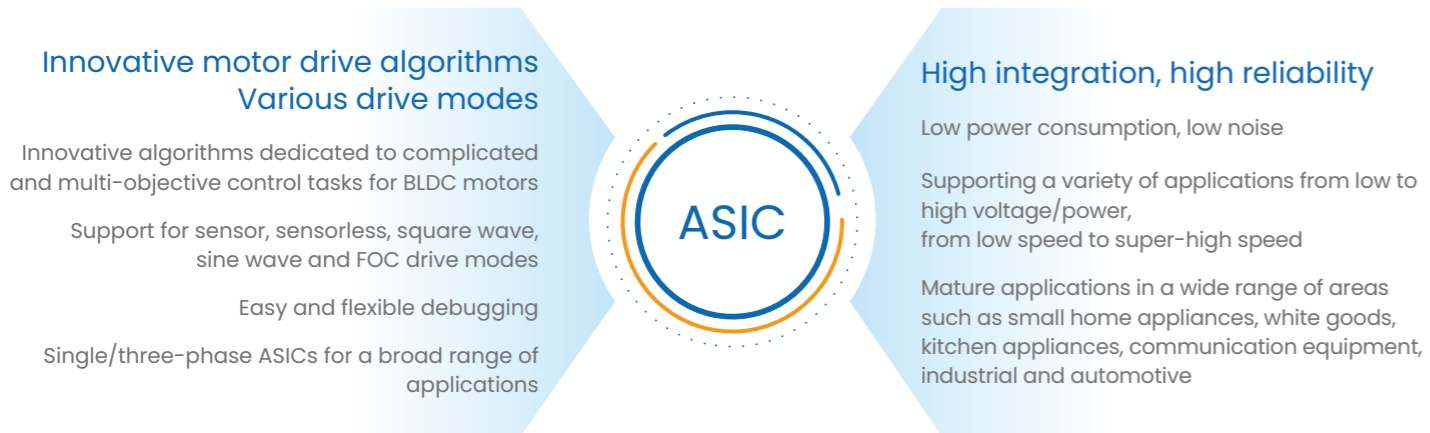 Innovative motor drive algorithms
Various drive modes
Innovative algorithms dedicated to complicated
and multi-objective control tasks for BLDC motors
Support for sensor, sensorless, square wave,
sine wave and FOC drive modes
Easy and flexible debugging
Single/three-phase ASICs for a broad range of
applications
ASIC
High integration, high reliability
Low power consumption, low noise
Supporting a variety of applications from low to
high voltage/power,
from low speed to super-high speed
Mature applications in a wide range of areas
such as small home appliances, white goods,
kitchen appliances, communication equipment,
industrial and automotive